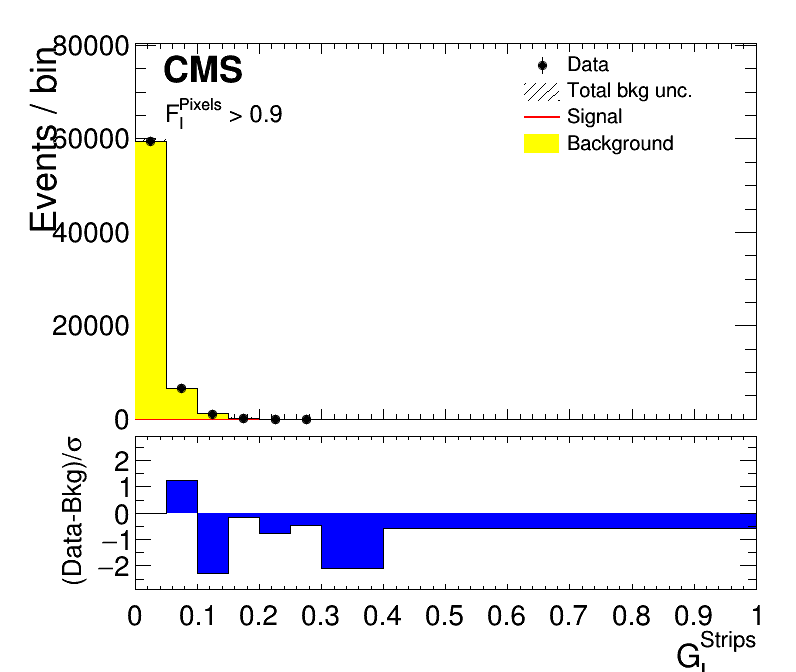 80000
60000
40000
20000
0
Events / bin
CMS
F_I^Pixels > 0.9
Data
Total bkg unc.
Signal
Background
2
1
0
−1
−2
(Data-Bkg)/σ
0 0.1 0.2 0.3 0.4 0.5 0.6 0.7 0.8 0.9 1
G_I^Strips